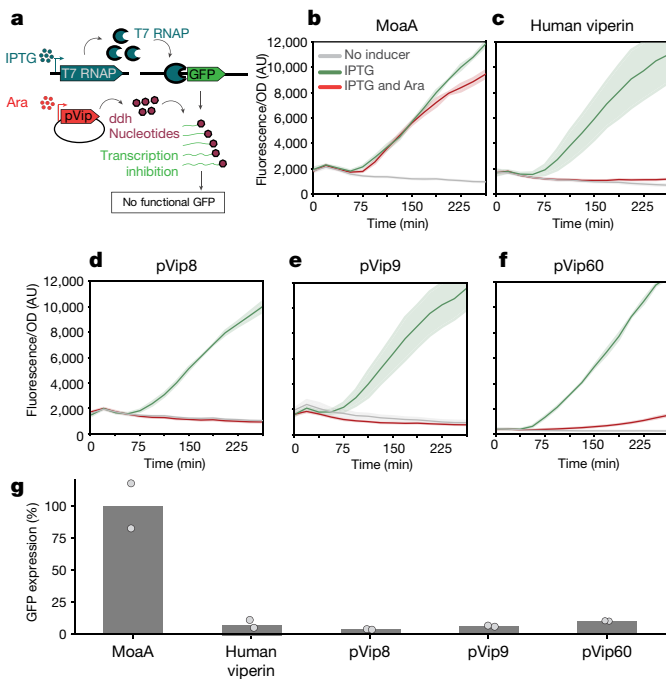 a
IPTG
T7 RNAP
T7 RNAP
GFP
Ara
pVip
ddh
Nucleotides
Transcription
inhibition
No functional GFP
b
MoaA
No inducer
IPTG
IPTG and Ara
Fluorescence/OD (AU)
12,000
10,000
8,000
6,000
4,000
2,000
0
0 75 150 225
Time (min)
c
Human viperin
0 75 150 225
Time (min)
d
pVip8
Fluorescence/OD (AU)
12,000
10,000
8,000
6,000
4,000
2,000
0
0 75 150 225
Time (min)
e
pVip9
0 75 150 225
Time (min)
f
pVip60
0 75 150 225
Time (min)
g
GFP expression (%)
100
75
50
25
0
MoaA
Human
viperin
pVip8
pVip9
pVip60